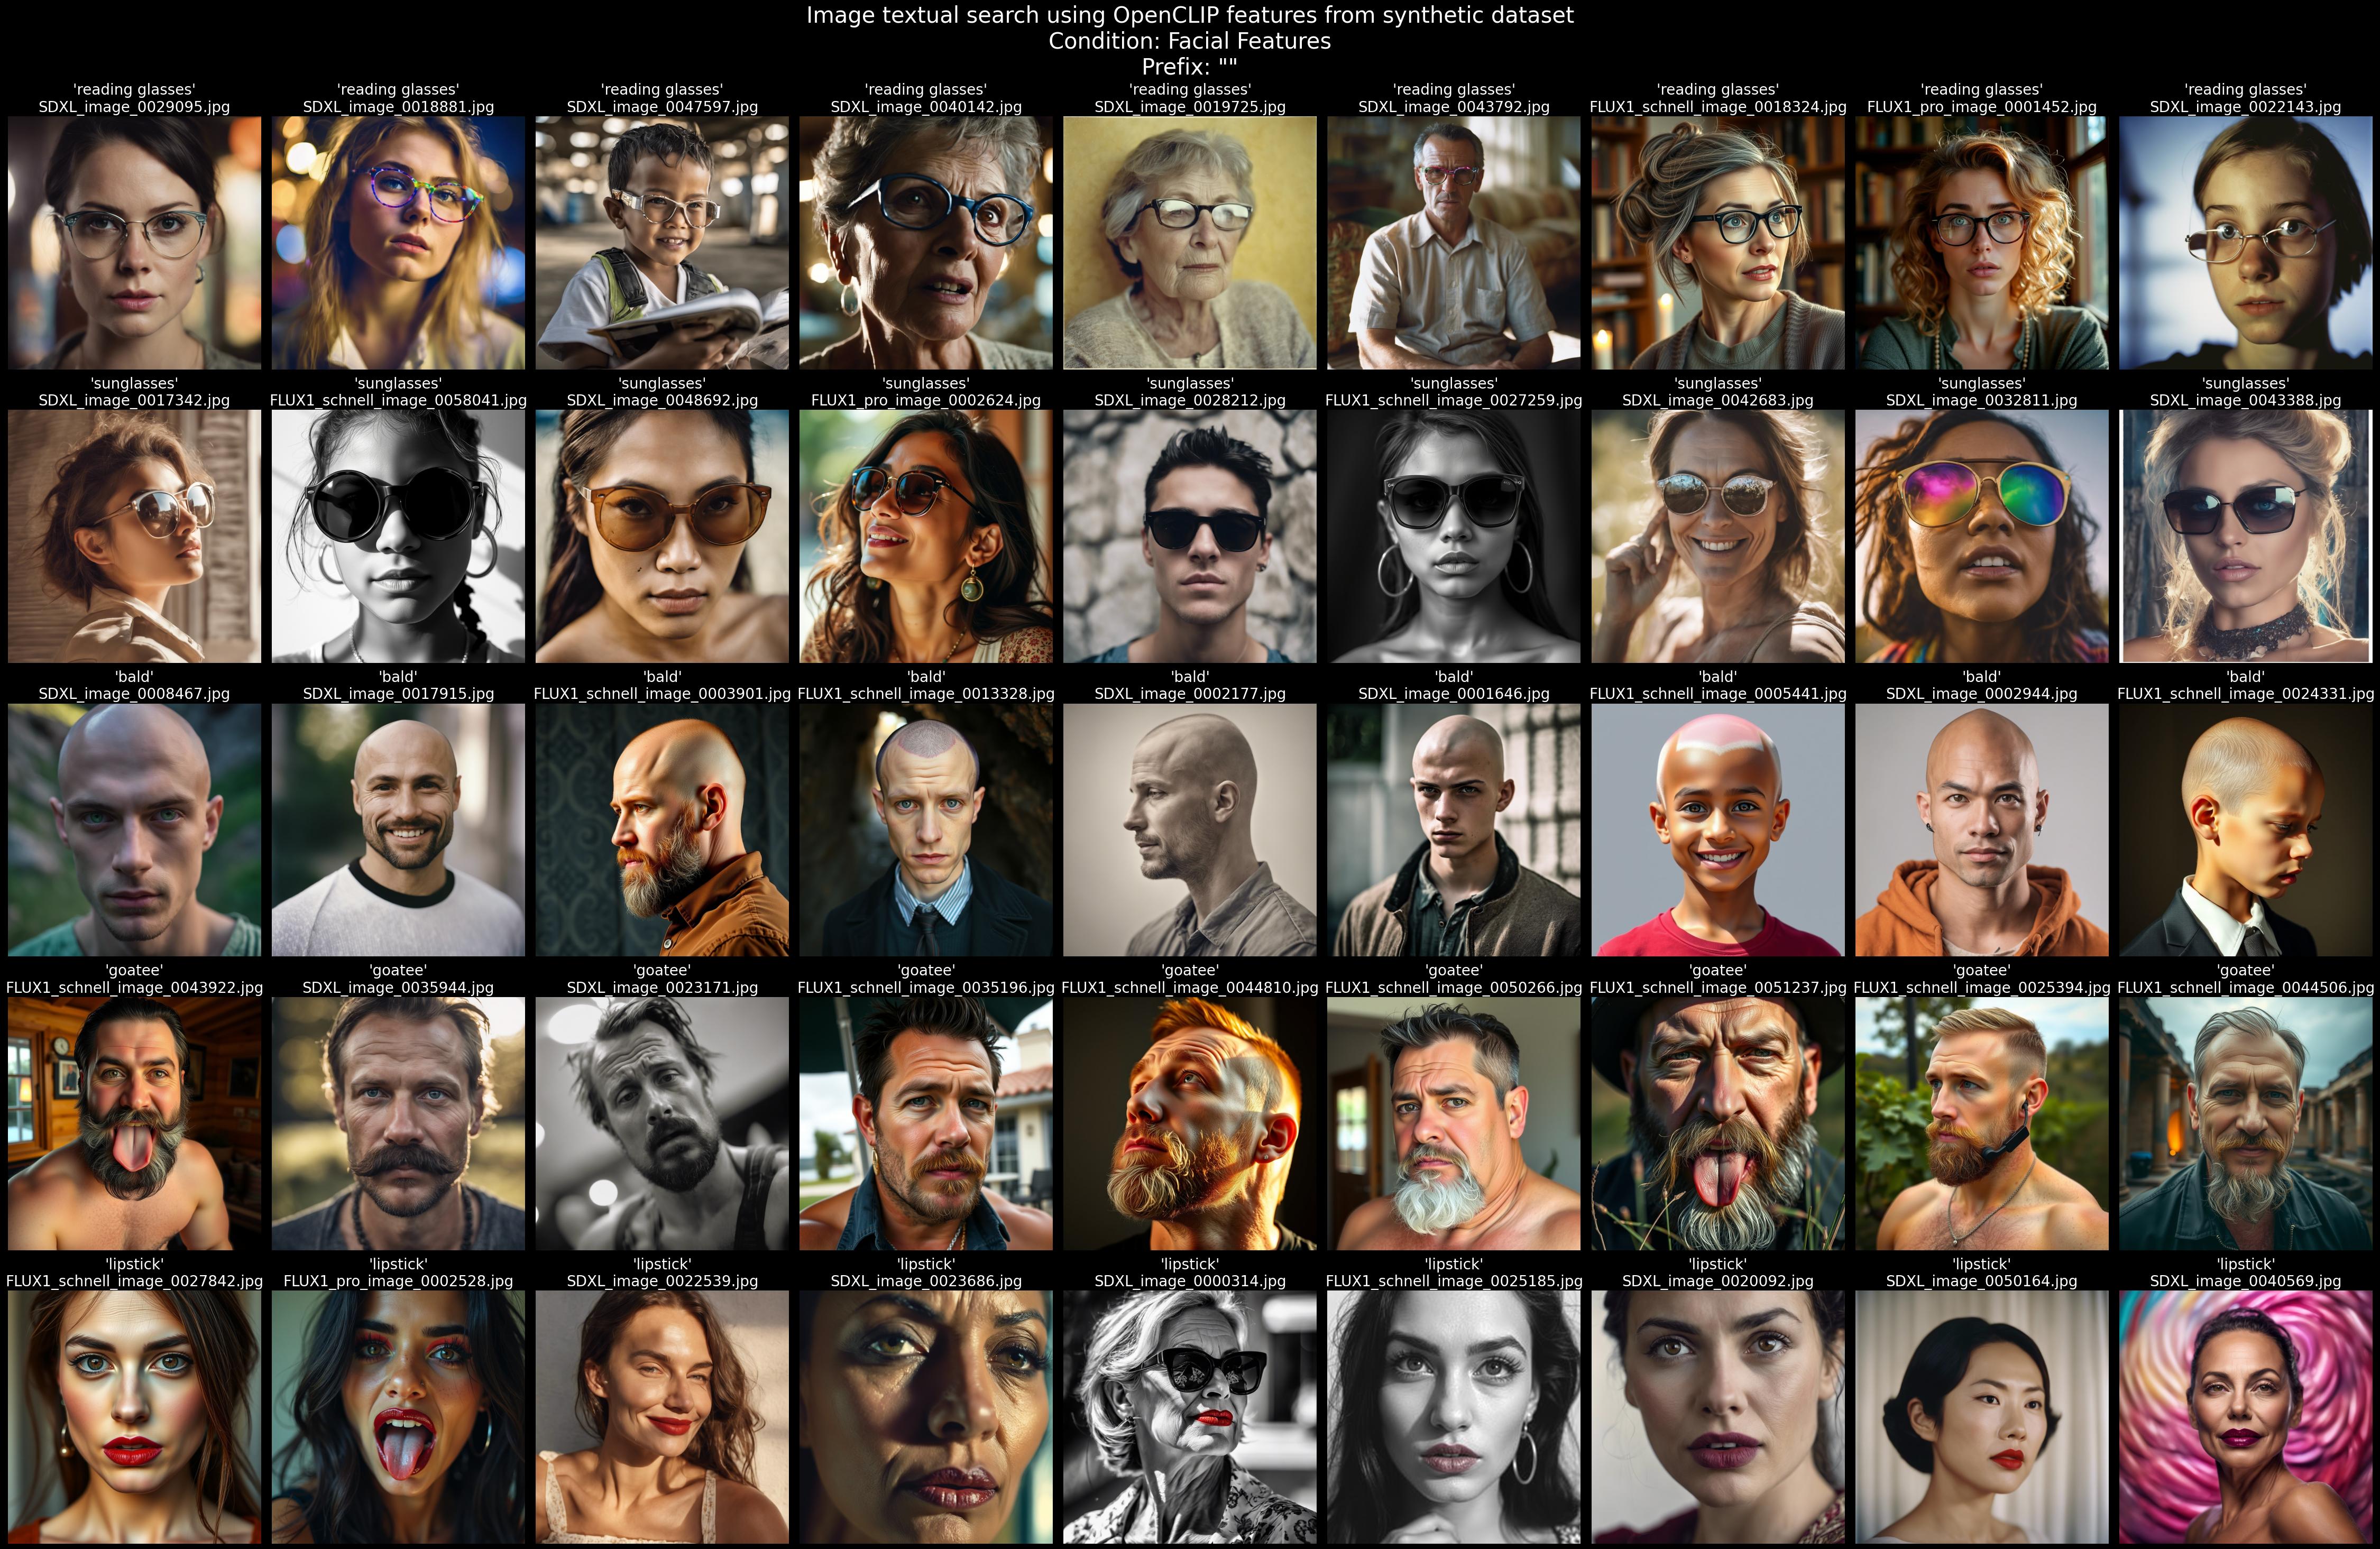 Image textual search using OpenCLIP features from synthetic dataset
Condition: Facial Features
Prefix: ""
'reading glasses' 'reading glasses' 'reading glasses' 'reading glasses' 'reading glasses' 'reading glasses' 'reading glasses' 'reading glasses' 'reading glasses'
SDXL_image_0029095.jpg SDXL_image_0018881.jpg SDXL_image_0047597.jpg SDXL_image_0040142.jpg SDXL_image_0019725.jpg SDXL_image_0043792.jpg FLUX1_schnell_image_0018324.jpg FLUX1_pro_image_0001452.jpg SDXL_image_0022143.jpg
'sunglasses' 'sunglasses' 'sunglasses' 'sunglasses' 'sunglasses' 'sunglasses' 'sunglasses' 'sunglasses' 'sunglasses'
SDXL_image_0017342.jpg FLUX1_schnell_image_0058041.jpg SDXL_image_0048692.jpg FLUX1_pro_image_0002624.jpg SDXL_image_0028212.jpg FLUX1_schnell_image_0027259.jpg SDXL_image_0042683.jpg SDXL_image_0032811.jpg SDXL_image_0043388.jpg
'bald' 'bald' 'bald' 'bald' 'bald' 'bald' 'bald' 'bald' 'bald'
SDXL_image_0008467.jpg SDXL_image_0017915.jpg FLUX1_schnell_image_0003901.jpg FLUX1_schnell_image_0013328.jpg SDXL_image_0002177.jpg SDXL_image_0001646.jpg FLUX1_schnell_image_0005441.jpg SDXL_image_0002944.jpg FLUX1_schnell_image_0024331.jpg
'goatee' 'goatee' 'goatee' 'goatee' 'goatee' 'goatee' 'goatee' 'goatee' 'goatee'
FLUX1_schnell_image_0043922.jpg SDXL_image_0035944.jpg SDXL_image_0023171.jpg FLUX1_schnell_image_0035196.jpg FLUX1_schnell_image_0044810.jpg FLUX1_schnell_image_0050266.jpg FLUX1_schnell_image_0051237.jpg FLUX1_schnell_image_0025394.jpg FLUX1_schnell_image_0044506.jpg
'lipstick' 'lipstick' 'lipstick' 'lipstick' 'lipstick' 'lipstick' 'lipstick' 'lipstick' 'lipstick'
FLUX1_schnell_image_0027842.jpg FLUX1_pro_image_0002528.jpg SDXL_image_0022539.jpg SDXL_image_0023686.jpg SDXL_image_0000314.jpg FLUX1_schnell_image_0025185.jpg SDXL_image_0020092.jpg SDXL_image_0050164.jpg SDXL_image_0040569.jpg